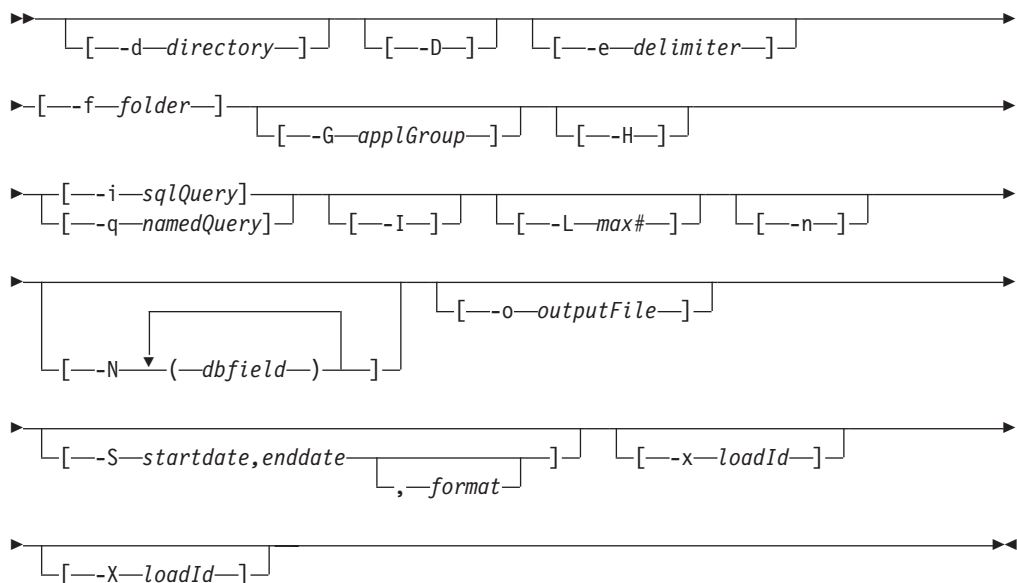 [ -d directory ] [ -D ] [ -e delimiter ]
[ -f folder ]
[ -G applGroup ] [ -H ]
[ -i sqlQuery]
[ -q namedQuery] [ -I ] [ -L max# ] [ -n ]
[ -o outputFile ]
[ -N ( dbfield ) ]
[ -S startdate,enddate ] [ -x loadId ]
, format
[ -X loadId ]